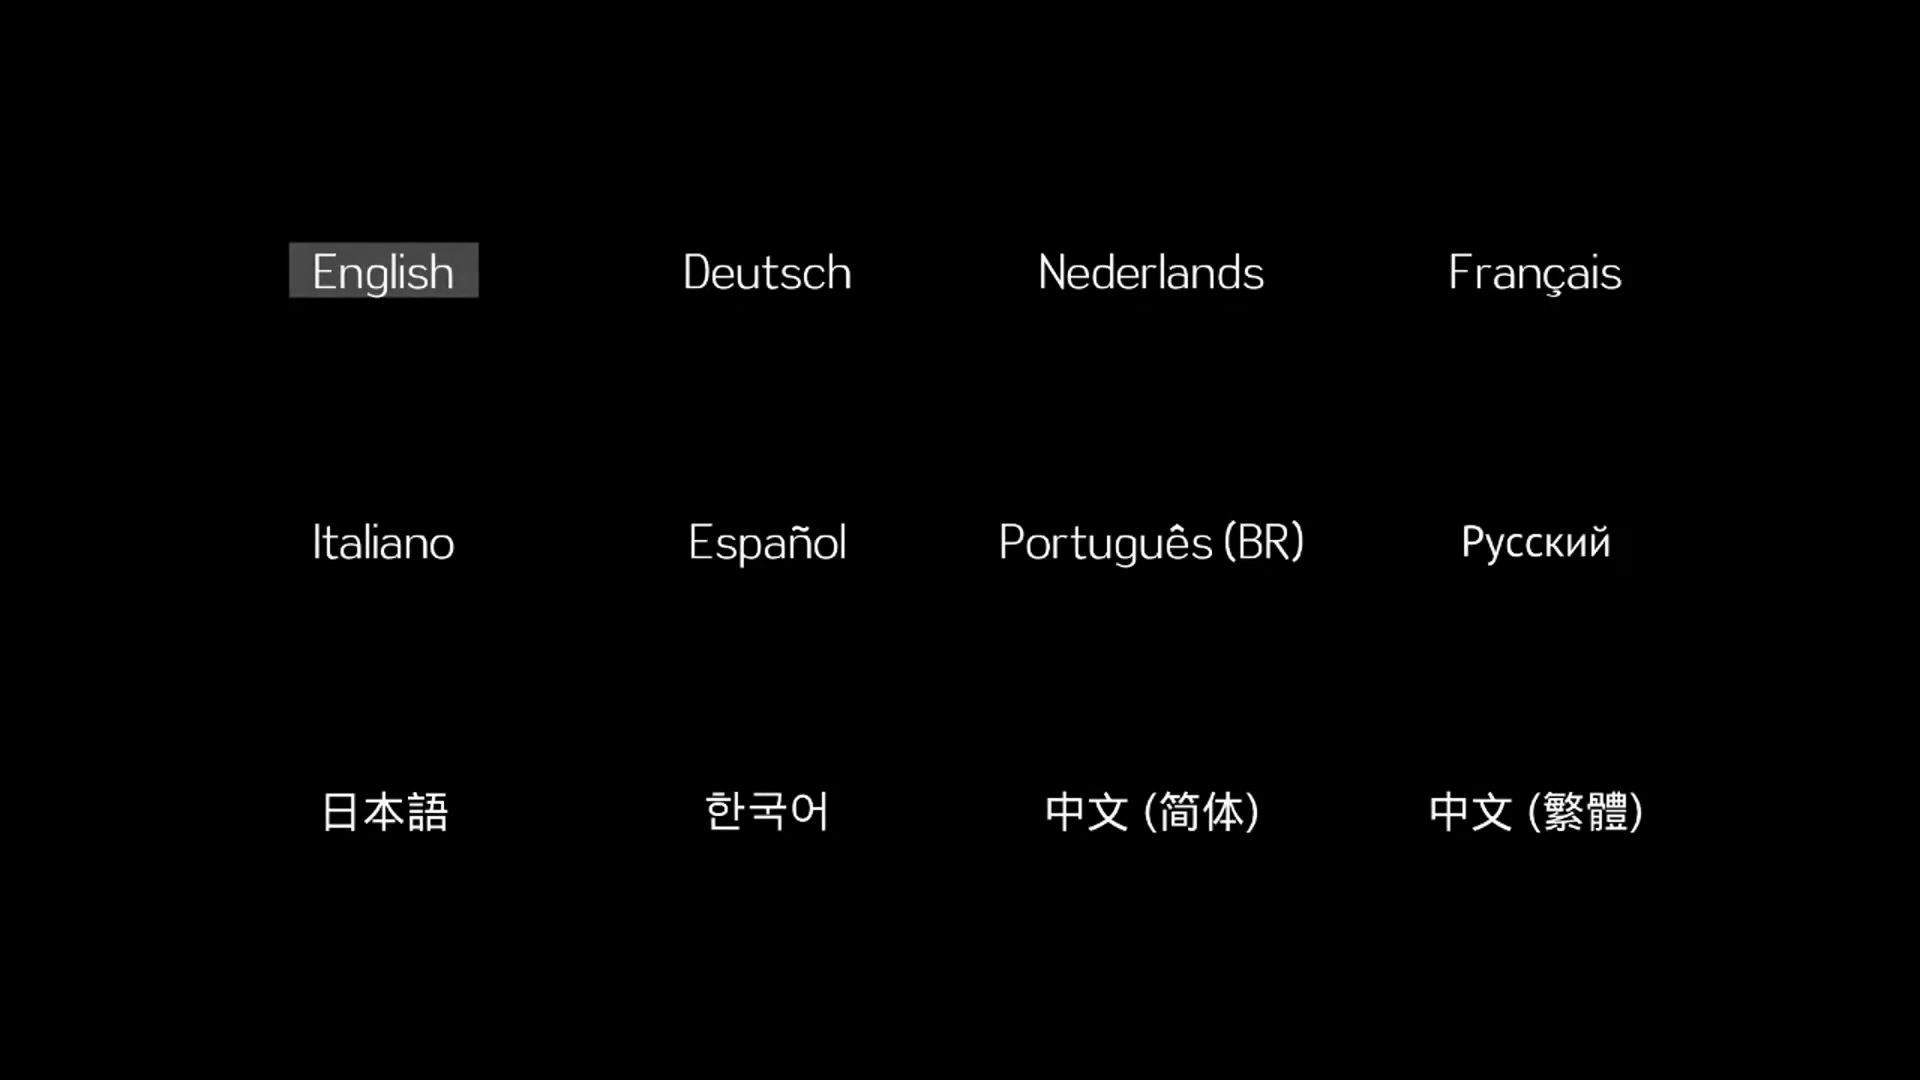 English Deutsch Nederlands Français
Italiano Español Português (BR) Русский
日本語 한국어 中文 (简体) 中文 (繁體)